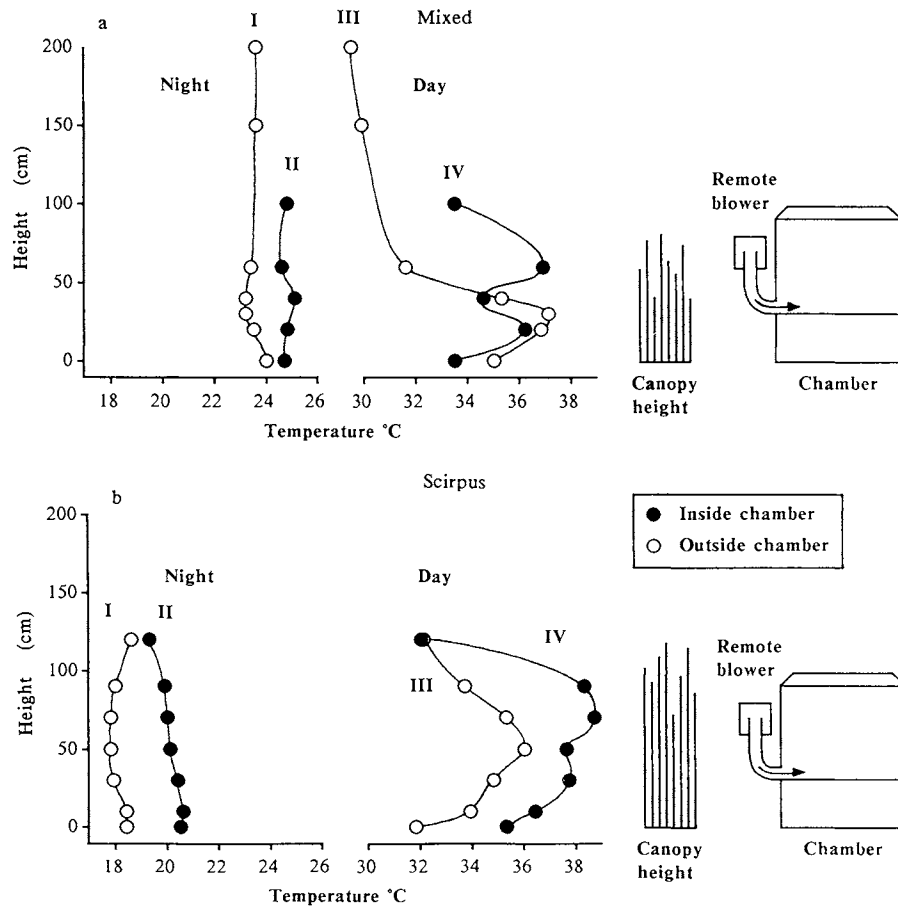 a
I
III
Mixed
200
Night
Day
150
II
IV
Remote
blower
Height (cm)
100
50
0
Canopy
height
Chamber
18 20 22 24 26 30 32 34 36 38
Temperature °C
b
Scirpus
200
Inside chamber
Outside chamber
Night
Day
150
I
II
IV
Remote
blower
Height (cm)
100
III
50
0
Canopy
height
Chamber
18 20 22 24 26 30 32 34 36 38
Temperature °C